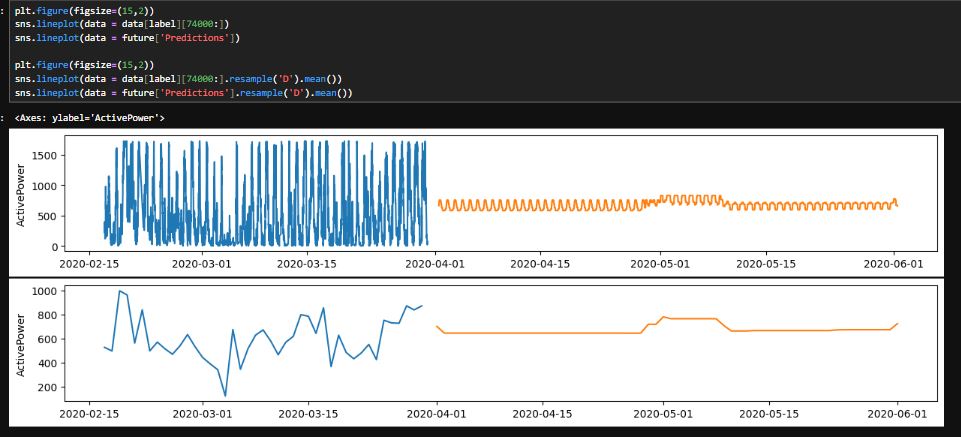 : plt.figure(figsize=(15,2))
sns.lineplot(data = data[label][74000:])
sns.lineplot(data = future['Predictions'])
plt.figure(figsize=(15,2))
sns.lineplot(data = data[label][74000:].resample('D').mean())
sns.lineplot(data = future['Predictions'].resample('D').mean())
: <Axes: ylabel='ActivePower'>
ActivePower
1500
1000
500
0
2020-02-15 2020-03-01 2020-03-15 2020-04-01 2020-04-15 2020-05-01 2020-05-15 2020-06-01
ActivePower
1000
800
600
400
200
2020-02-15 2020-03-01 2020-03-15 2020-04-01 2020-04-15 2020-05-01 2020-05-15 2020-06-01